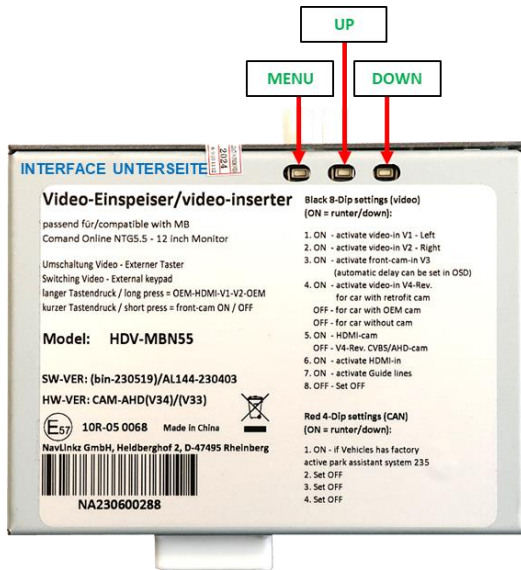 UP
MENU
DOWN
INTERFACE UNTERSEITE
2024
Video-Einspeiser/video-inserter
passend für/compatible with MB
Comand Online NTG5.5 - 12 inch Monitor
Umschaltung Video - Externer Taster
Switching Video - External keypad
langer Tastendruck / long press = OEM-HDMI-V1-V2-OEM
kurzer Tastendruck / short press = front-cam ON / OFF
Model: HDV-MBN55
SW-VER: (bin-230519)/AL144-230403
HW-VER: CAM-AHD(V34)/(V33)
E57 10R-05 0068 Made in China
NavLinkz GmbH, Heidberghof 2, D-47495 Rheinberg
NA230600288
Black 8-Dip settings (video)
(ON = runter/down):
1. ON - activate video-in V1 - Left
2. ON - activate video-in V2 - Right
3. ON - activate front-cam-in V3
(automatic delay can be set in OSD)
4. ON - activate video-in V4-Rev.
for car with retrofit cam
OFF - for car with OEM cam
OFF - for car without cam
5. ON - HDMI-cam
OFF - V4-Rev. CVBS/AHD-cam
6. ON - activate HDMI-in
7. ON - activate Guide lines
8. OFF - Set OFF
Red 4-Dip settings (CAN)
(ON = runter/down):
1. ON - if Vehicles has factory
active park assistant system 235
2. Set OFF
3. Set OFF
4. Set OFF